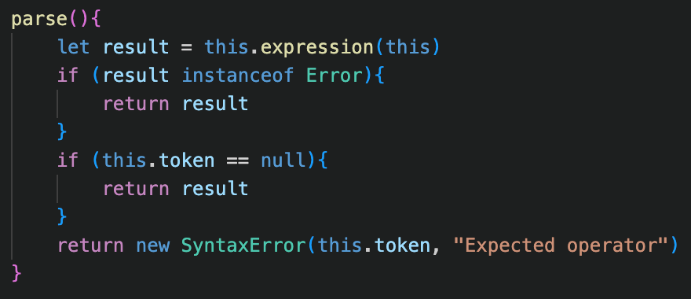 parse(){
    let result = this.expression(this)
    if (result instanceof Error){
        return result
    }
    if (this.token == null){
        return result
    }
    return new SyntaxError(this.token, "Expected operator")
}